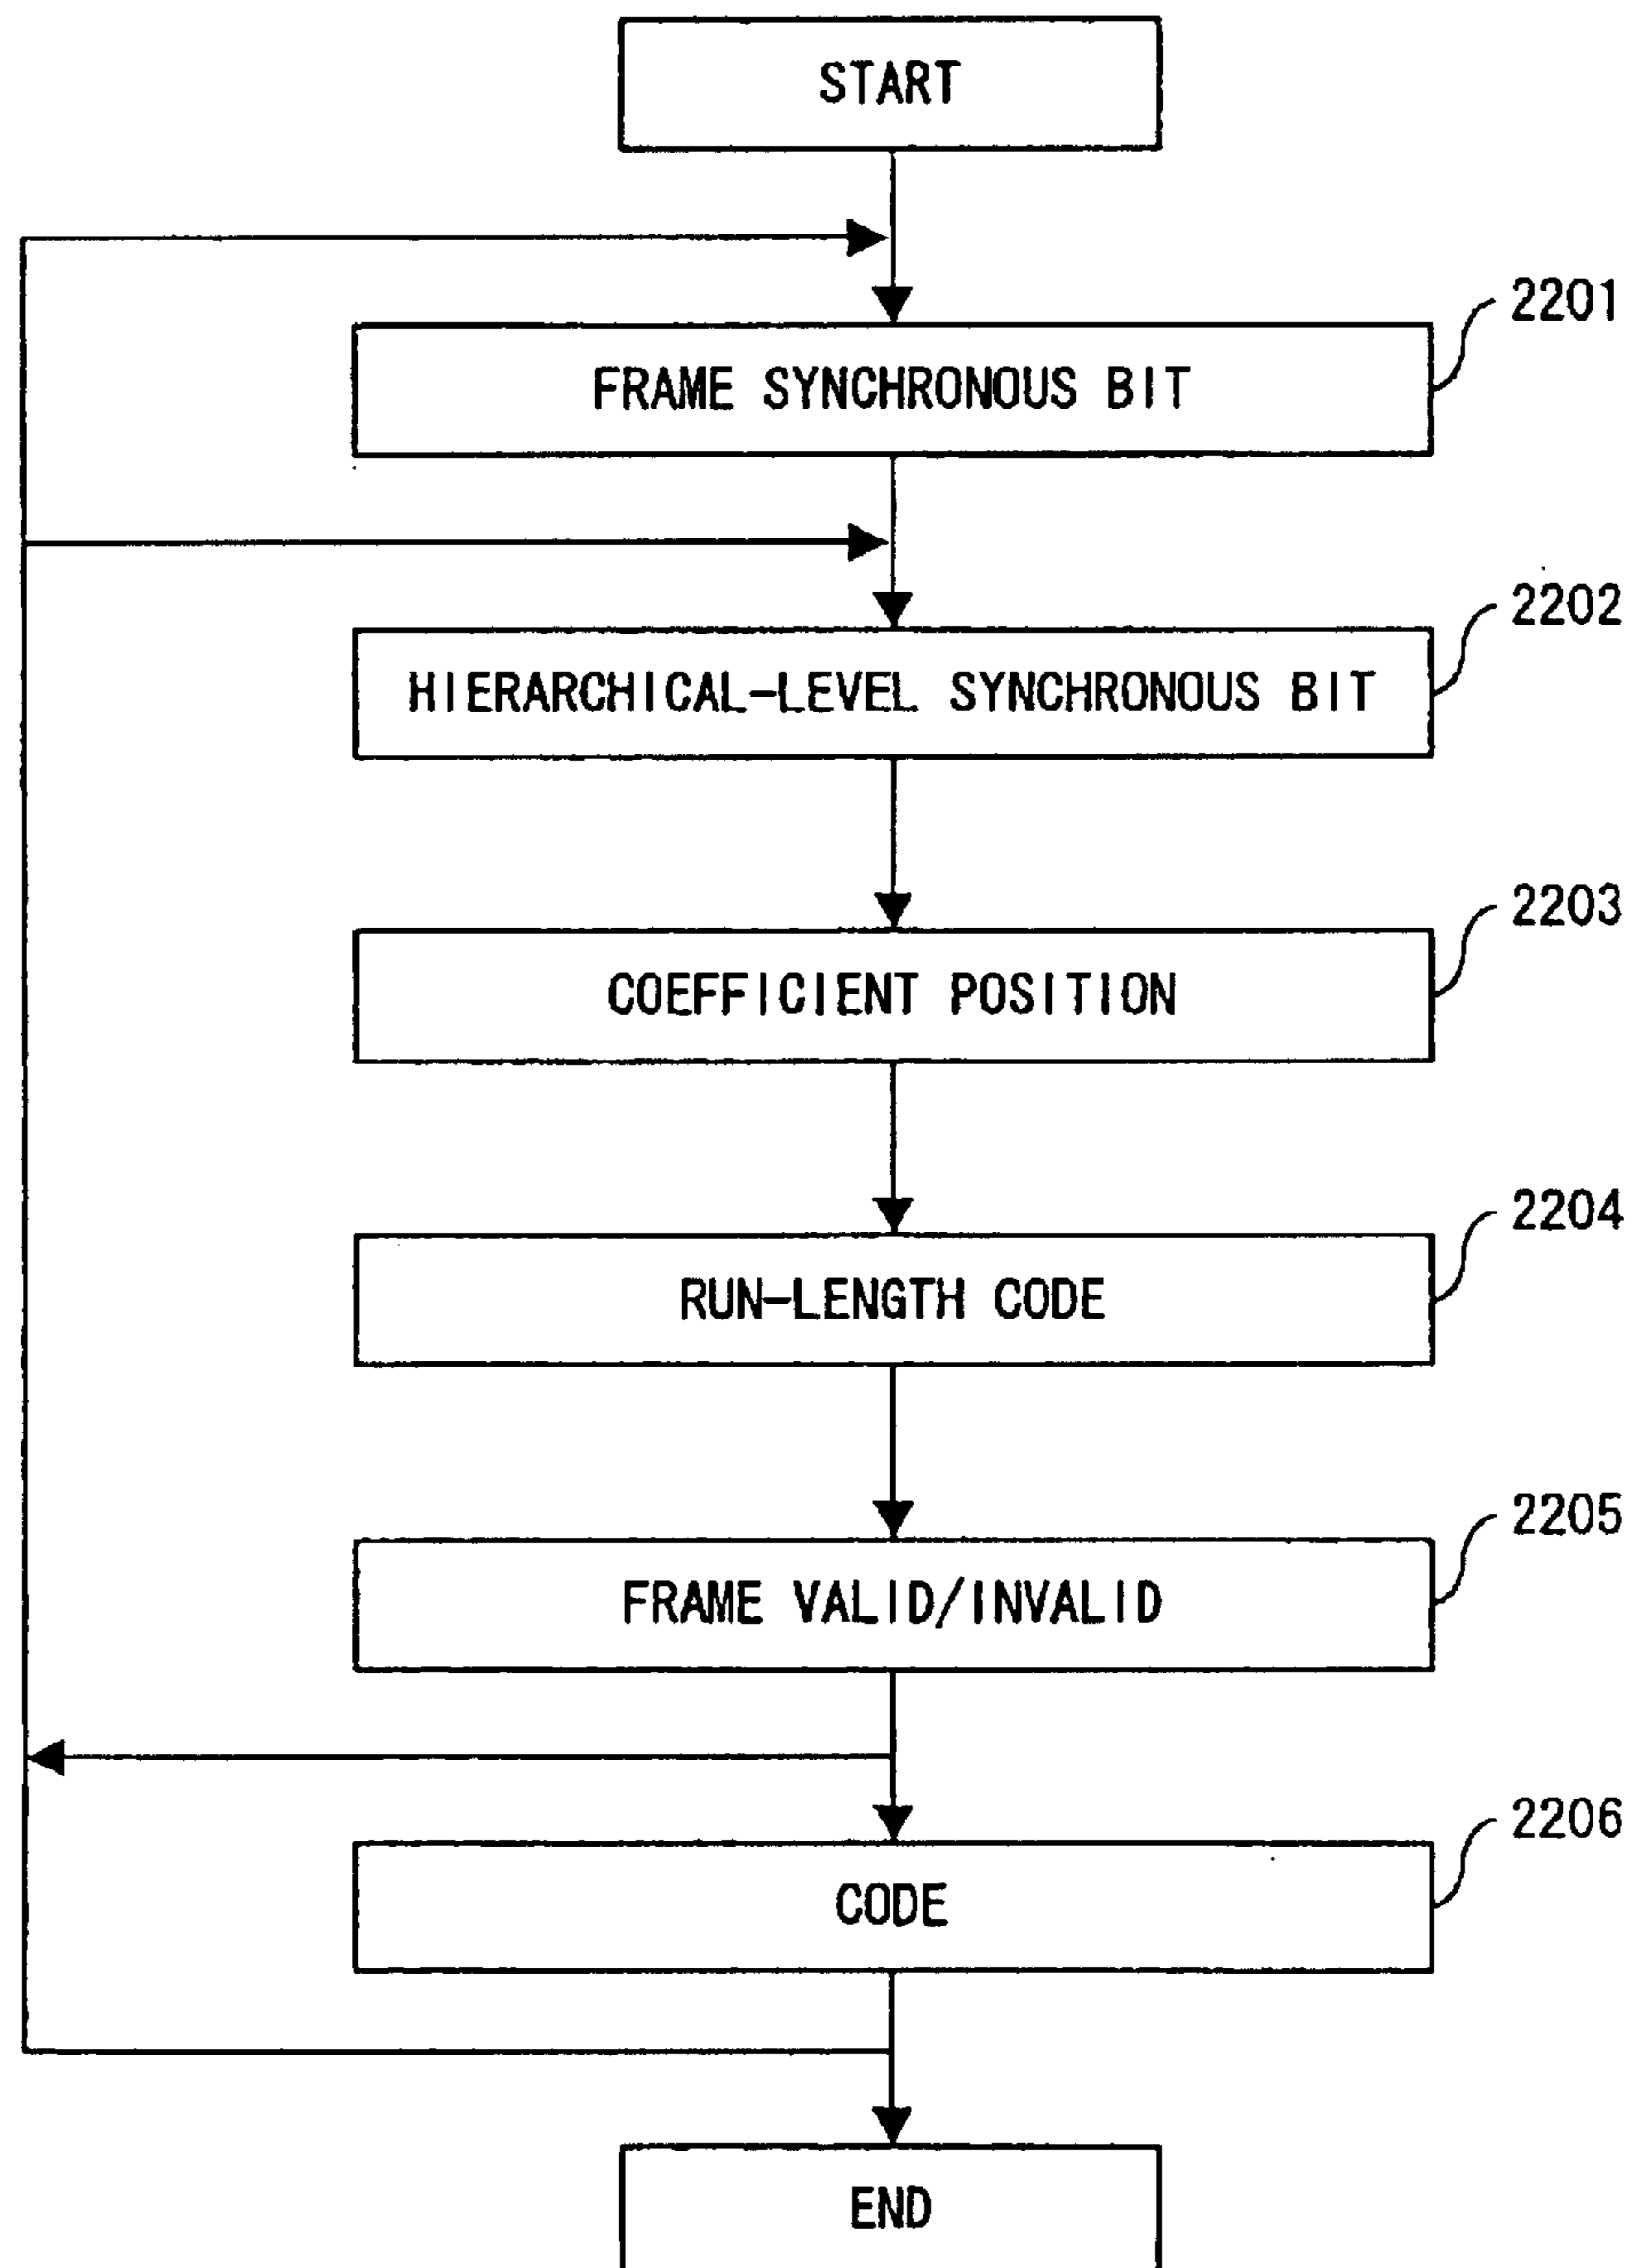 START
2201
FRAME SYNCHRONOUS BIT
2202
HIERARCHICAL-LEVEL SYNCHRONOUS BIT
2203
COEFFICIENT POSITION
2204
RUN-LENGTH CODE
2205
FRAME VALID/INVALID
2206
CODE
END